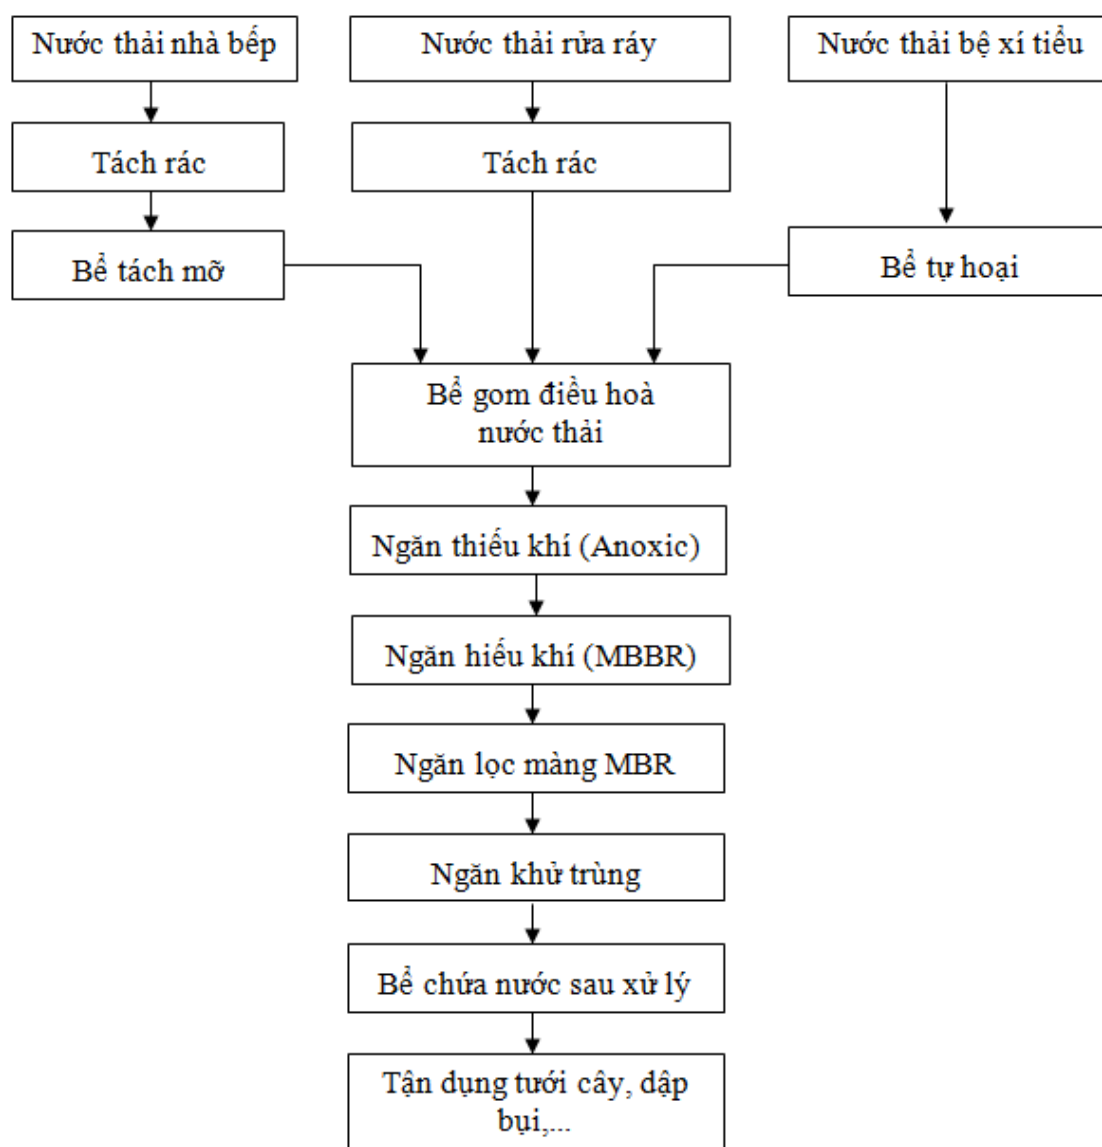 Nước thải nhà bếp
Nước thải rửa ráy
Nước thải bệ xí tiểu
Tách rác
Tách rác
Bể tách mỡ
Bể tự hoại
Bể gom điều hoà
nước thải
Ngăn thiếu khí (Anoxic)
Ngăn hiếu khí (MBBR)
Ngăn lọc màng MBR
Ngăn khử trùng
Bể chứa nước sau xử lý
Tận dụng tưới cây, dập
bụi,...